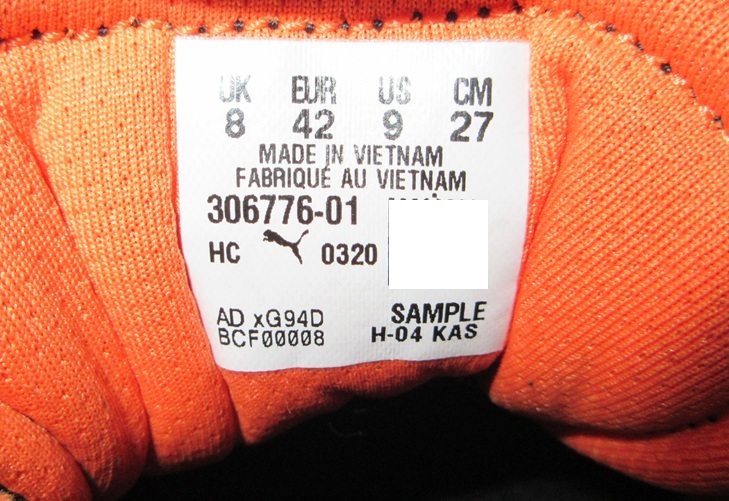 UK EUR US CM
8 42 9 27
MADE IN VIETNAM
FABRIQUÉ AU VIETNAM
306776-01
HC 0320
AD xG94D SAMPLE
BCF00008 H-04 KAS